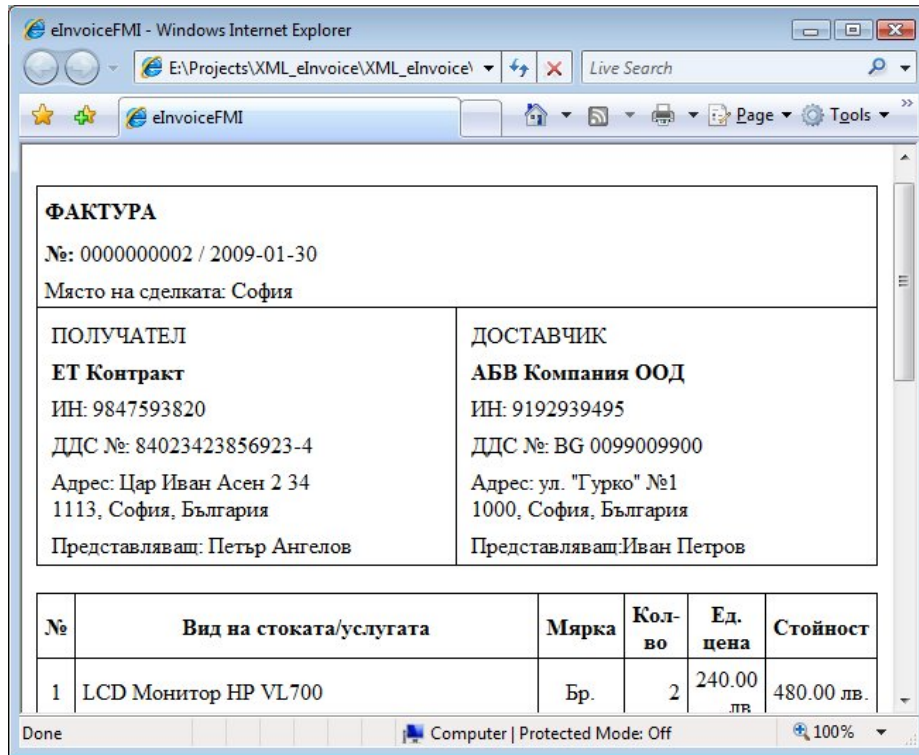 eInvoiceFMI - Windows Internet Explorer
E:\Projects\XML_eInvoice\XML_eInvoice\
Live Search
eInvoiceFMI
Page
Tools
ФАКТУРА
№: 0000000002 / 2009-01-30
Място на сделката: София
ПОЛУЧАТЕЛ
ЕТ Контракт
ИН: 9847593820
ДДС №: 84023423856923-4
Адрес: Цар Иван Асен 2 34
1113, София, България
Представляващ: Петър Ангелов
ДОСТАВЧИК
АБВ Компания ООД
ИН: 9192939495
ДДС №: BG 0099009900
Адрес: ул. "Гурко" №1
1000, София, България
Представляващ:Иван Петров
№ Вид на стоката/услугата Мярка Кол-во Ед. цена Стойност
1 LCD Монитор HP VL700 Бр. 2 240.00 лв. 480.00 лв.
Done
Computer | Protected Mode: Off
100%